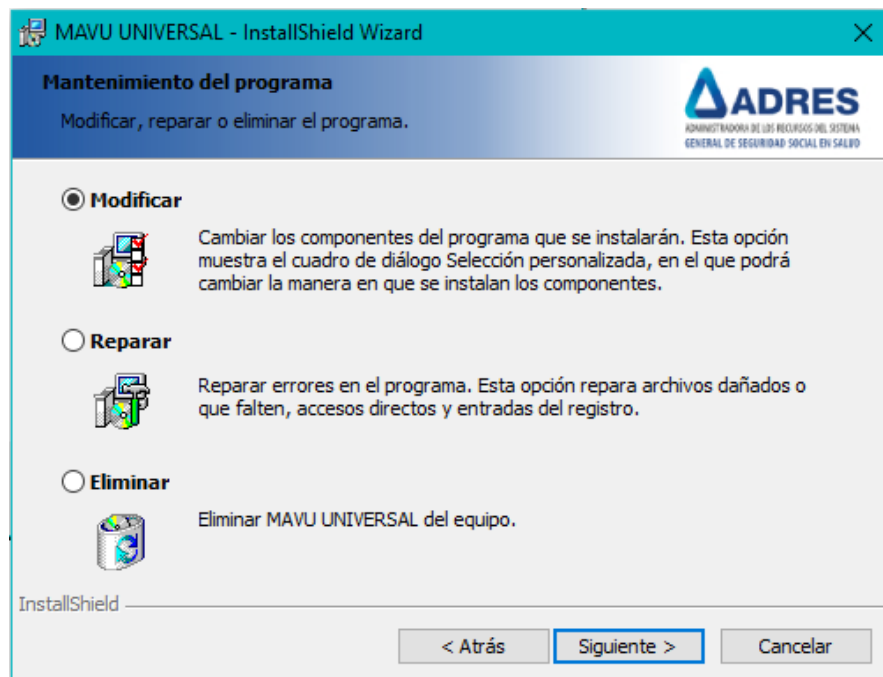 MAVU UNIVERSAL - InstallShield Wizard
Mantenimiento del programa
Modificar, reparar o eliminar el programa.
ADRES
ADMINISTRADORA DE LOS RECURSOS DEL SISTEMA
GENERAL DE SEGURIDAD SOCIAL EN SALUD
Modificar
Cambiar los componentes del programa que se instalarán. Esta opción
muestra el cuadro de diálogo Selección personalizada, en el que podrá
cambiar la manera en que se instalan los componentes.
Reparar
Reparar errores en el programa. Esta opción repara archivos dañados o
que falten, accesos directos y entradas del registro.
Eliminar
Eliminar MAVU UNIVERSAL del equipo.
InstallShield
< Atrás
Siguiente >
Cancelar